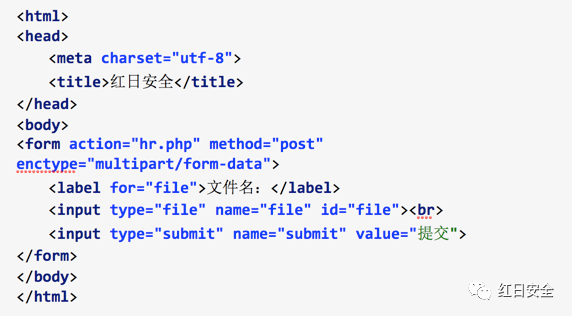 <html>
<head>
<meta charset="utf-8">
<title>红日安全</title>
</head>
<body>
<form action="hr.php" method="post"
enctype="multipart/form-data">
<label for="file">文件名：</label>
<input type="file" name="file" id="file"><br>
<input type="submit" name="submit" value="提交">
</form>
</body>
</html>
红日安全